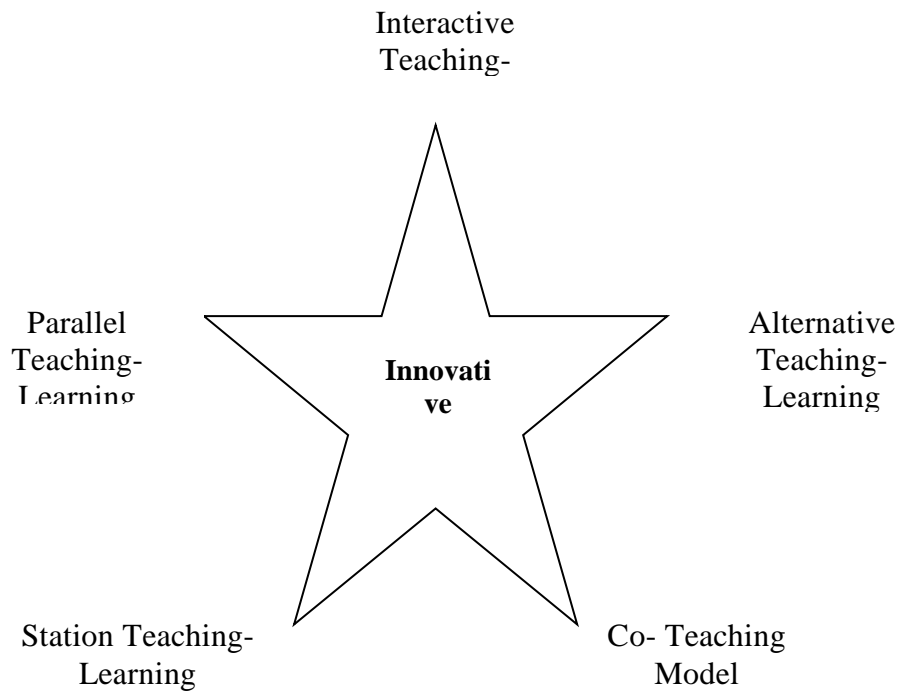 Interactive
Teaching-
Parallel
Teaching-
Learning
Alternative
Teaching-
Learning
Innovati
ve
Station Teaching-
Learning
Co- Teaching
Model